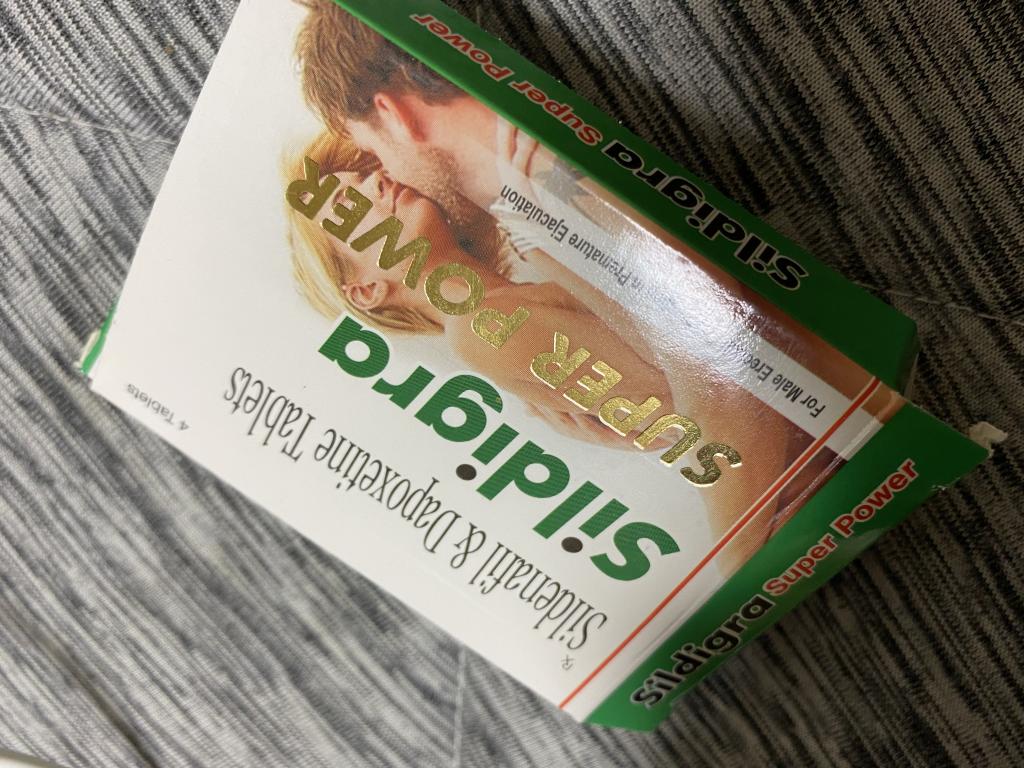 ℞
Sildenafil & Dapoxetine Tablets
Sildigra
SUPER POWER
4 Tablets
For Male Erec
in Premature Ejaculation
Sildigra Super Power
Sildigra Super Power